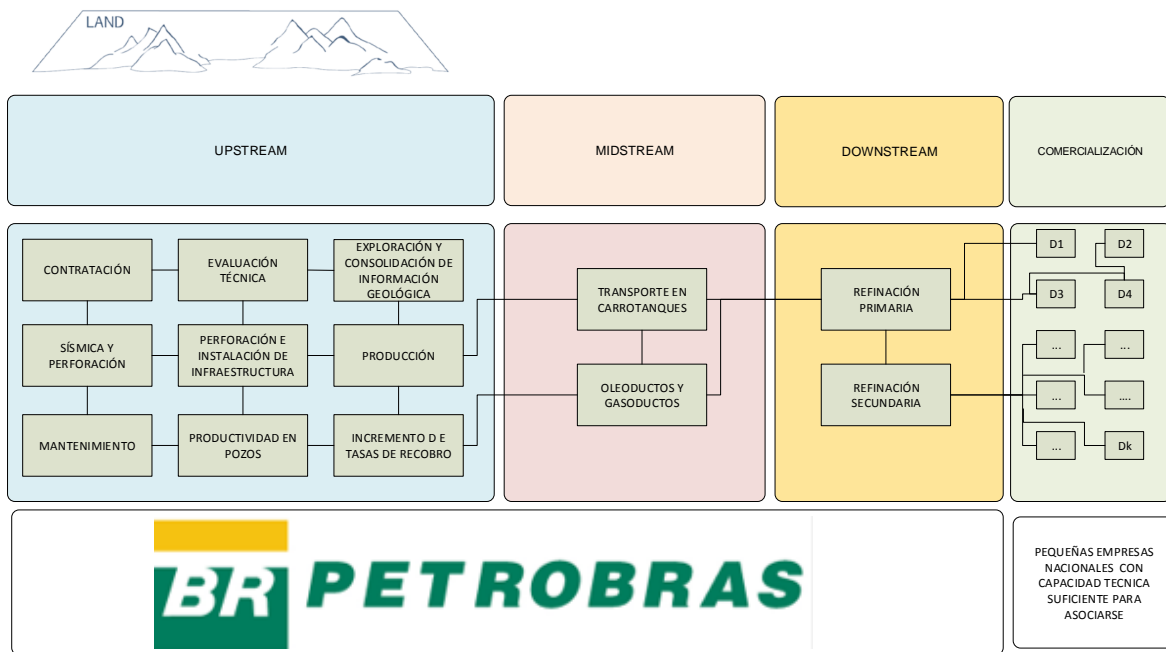 LAND
UPSTREAM
MIDSTREAM
DOWNSTREAM
COMERCIALIZACIÓN
CONTRATACIÓN
EVALUACIÓN
TÉCNICA
EXPLORACIÓN Y
CONSOLIDACIÓN DE
INFORMACIÓN
GEOLÓGICA
SÍSMICA Y
PERFORACIÓN
PERFORACIÓN E
INSTALACIÓN DE
INFRAESTRUCTURA
PRODUCCIÓN
MANTENIMIENTO
PRODUCTIVIDAD EN
POZOS
INCREMENTO D E
TASAS DE RECOBRO
TRANSPORTE EN
CARROTANQUES
OLEODUCTOS Y
GASODUCTOS
REFINACIÓN
PRIMARIA
REFINACIÓN
SECUNDARIA
D1
D2
D3
D4
...
...
...
....
...
Dk
BR PETROBRAS
PEQUEÑAS EMPRESAS
NACIONALES CON
CAPACIDAD TECNICA
SUFICIENTE PARA
ASOCIARSE